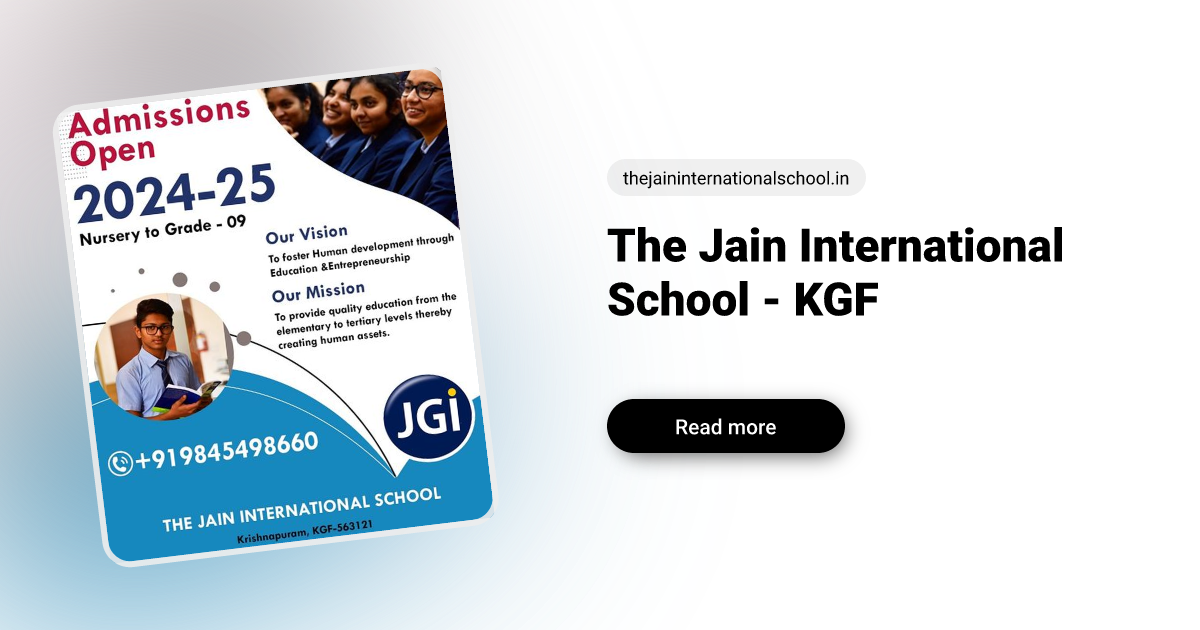 Admissions
Open
2024-25
Nursery to Grade - 09
Our Vision
To foster Human development through
Education &Entrepreneurship
Our Mission
To provide quality education from the
elementary to tertiary levels thereby
creating human assets.
JGi
+919845498660
THE JAIN INTERNATIONAL SCHOOL
Krishnapuram, KGF-563121
thejaininternationalschool.in
The Jain International
School - KGF
Read more